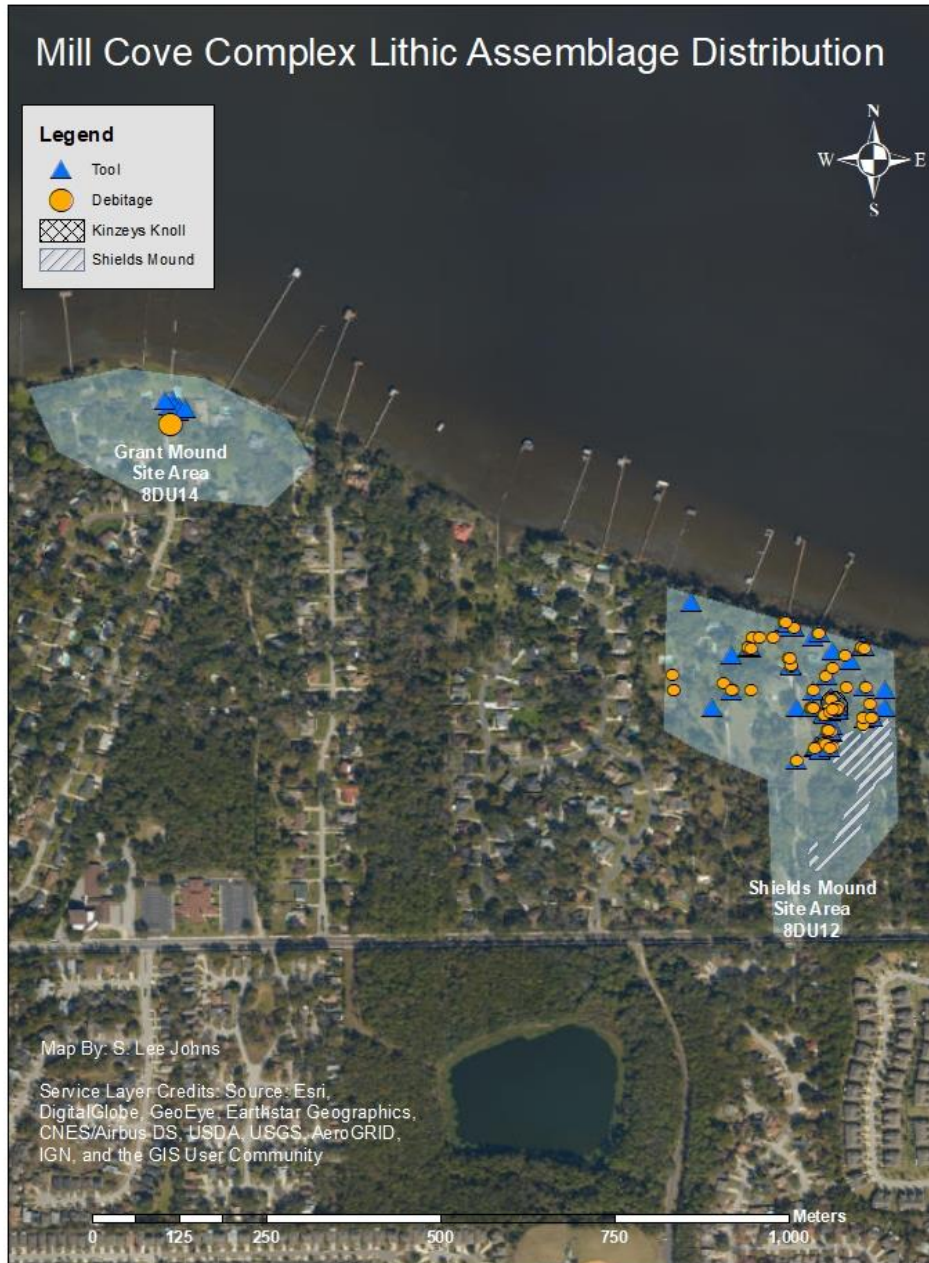 Mill Cove Complex Lithic Assemblage Distribution
Legend
Tool
Debitage
Kinzeys Knoll
Shields Mound
N
W E
S
Grant Mound
Site Area
8DU14
Shields Mound
Site Area
8DU12
Map By: S. Lee Johns
Service Layer Credits: Source: Esri,
DigitalGlobe, GeoEye, Earthstar Geographics,
CNES/Airbus DS, USDA, USGS, AeroGRID,
IGN, and the GIS User Community
Meters
0 125 250 500 750 1,000